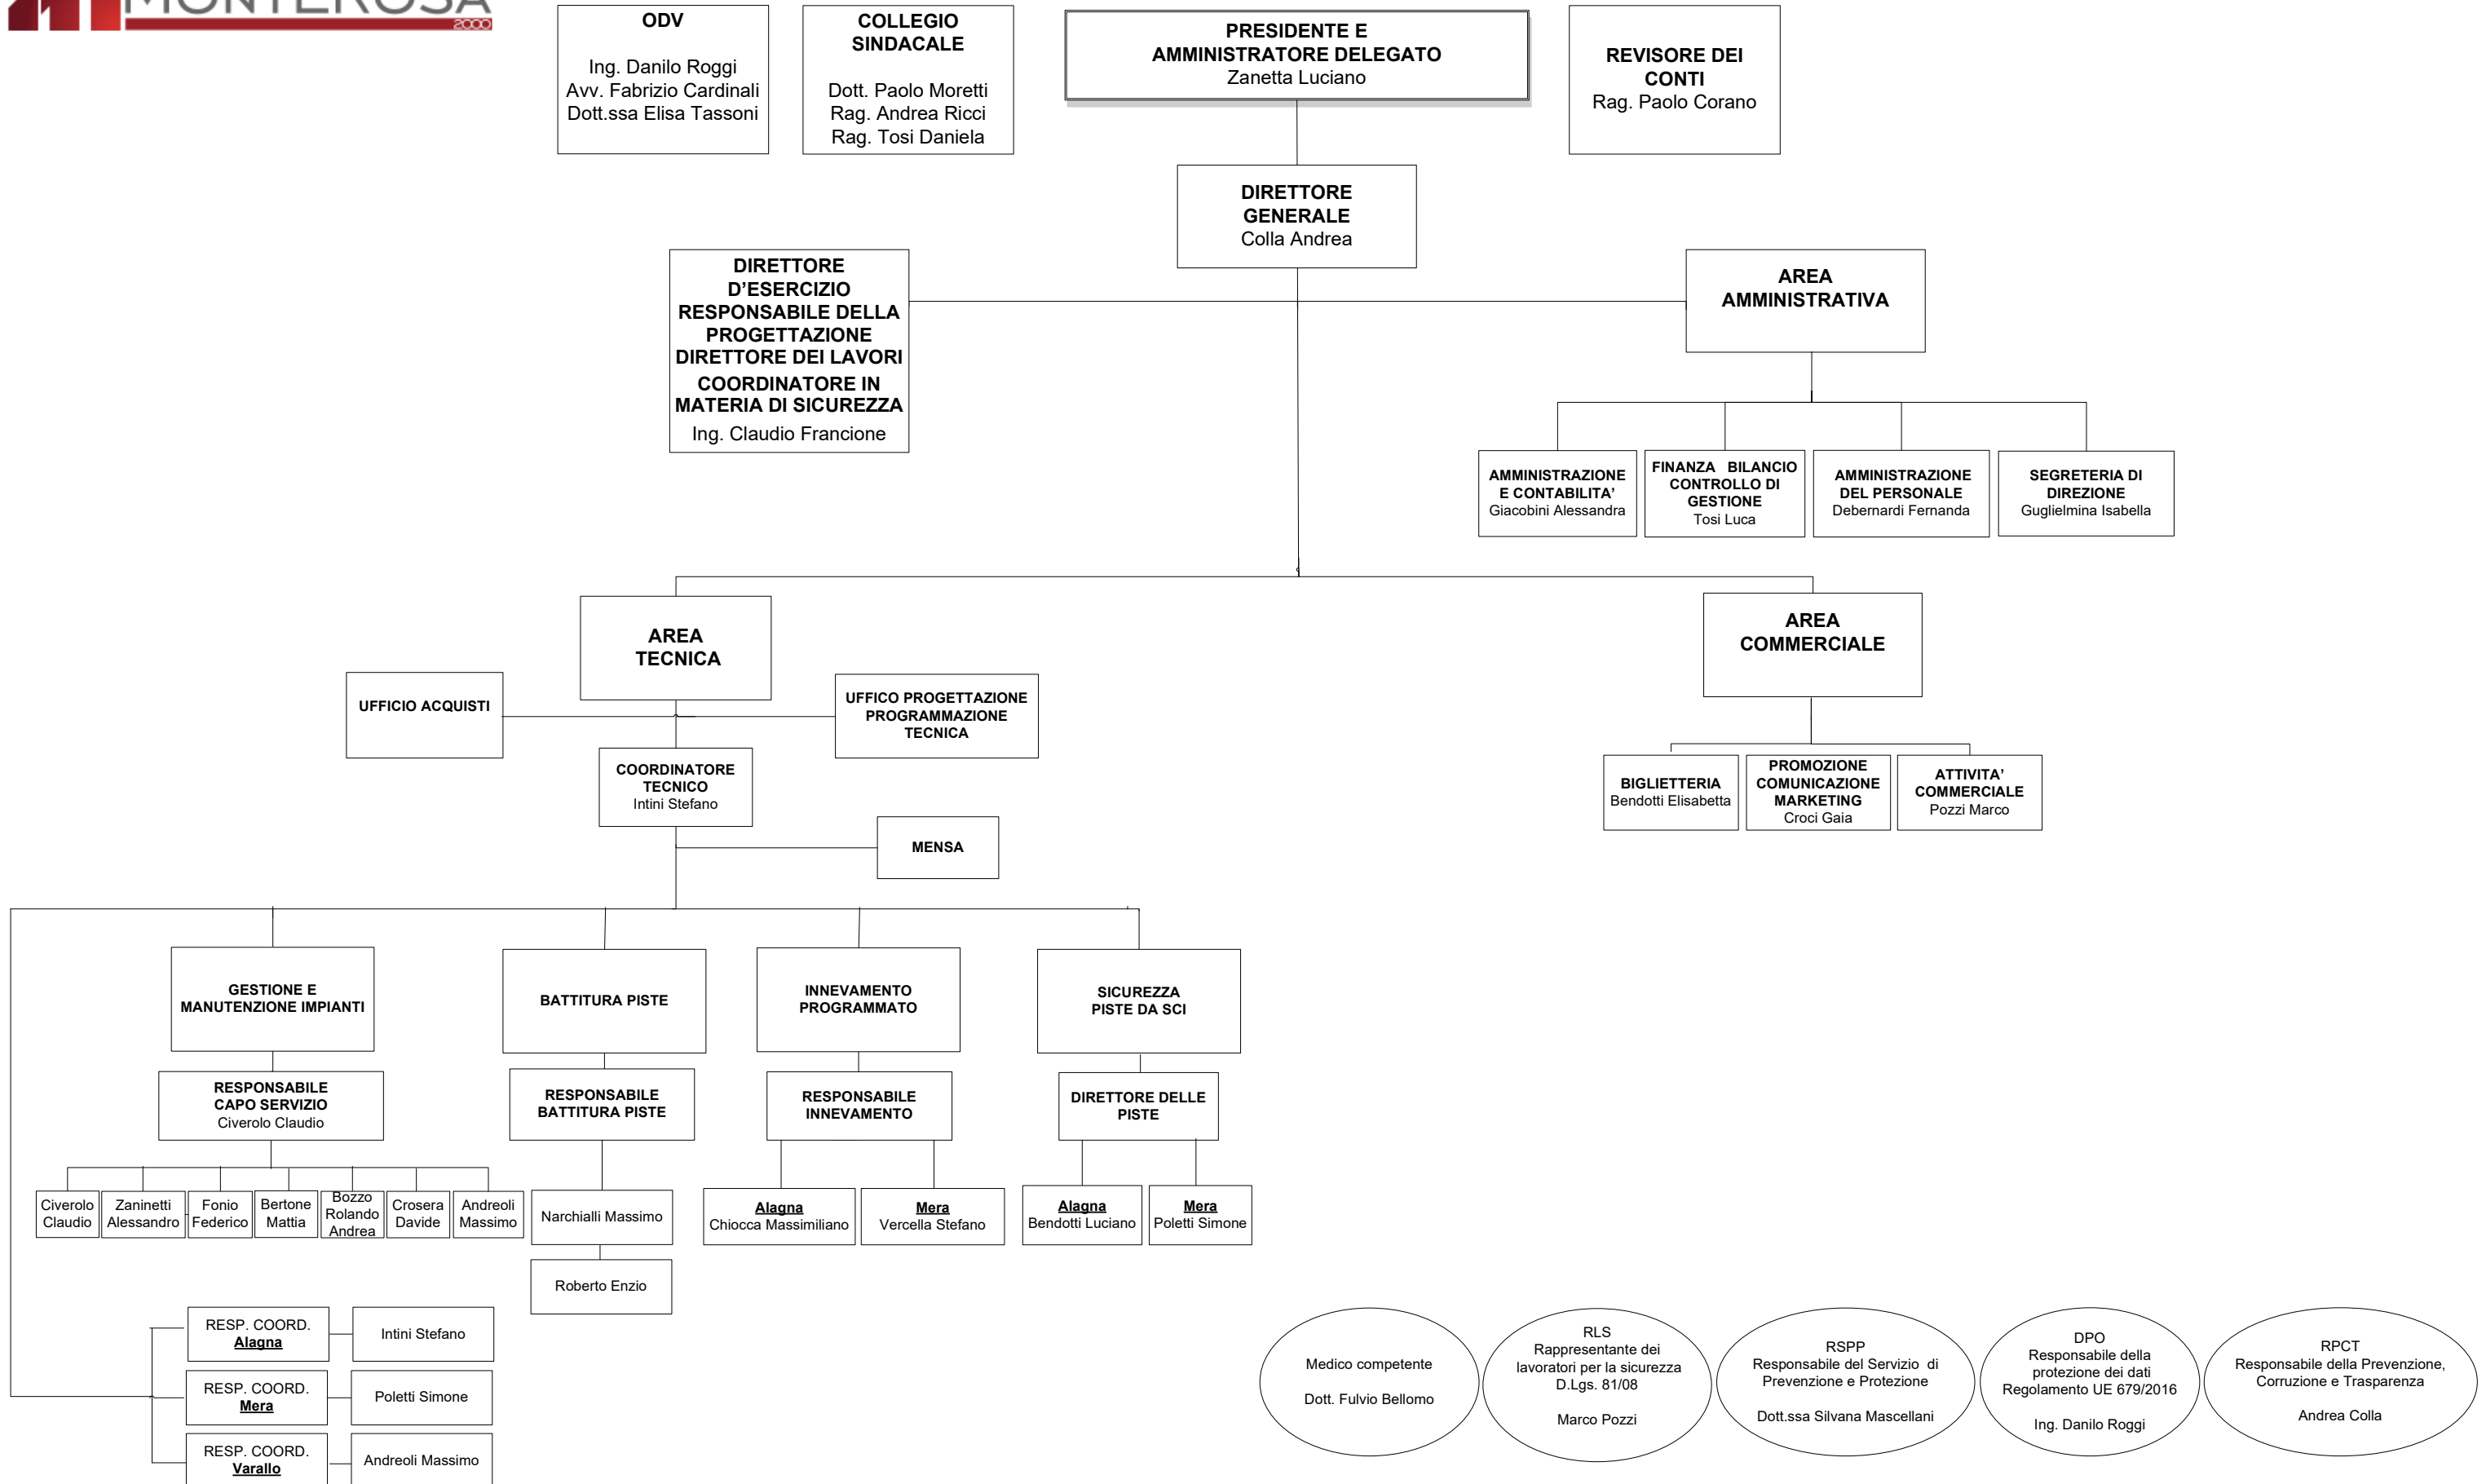 MONTEROSA
2000
ODV
Ing. Danilo Roggi
Avv. Fabrizio Cardinali
Dott.ssa Elisa Tassoni
COLLEGIO
SINDACALE
Dott. Paolo Moretti
Rag. Andrea Ricci
Rag. Tosi Daniela
PRESIDENTE E
AMMINISTRATORE DELEGATO
Zanetta Luciano
REVISORE DEI
CONTI
Rag. Paolo Corano
DIRETTORE
GENERALE
Colla Andrea
DIRETTORE
D’ESERCIZIO
RESPONSABILE DELLA
PROGETTAZIONE
DIRETTORE DEI LAVORI
COORDINATORE IN
MATERIA DI SICUREZZA
Ing. Claudio Francione
AREA
AMMINISTRATIVA
AMMINISTRAZIONE
E CONTABILITA’
Giacobini Alessandra
FINANZA BILANCIO
CONTROLLO DI
GESTIONE
Tosi Luca
AMMINISTRAZIONE
DEL PERSONALE
Debernardi Fernanda
SEGRETERIA DI
DIREZIONE
Guglielmina Isabella
AREA
TECNICA
AREA
COMMERCIALE
UFFICIO ACQUISTI
UFFICO PROGETTAZIONE
PROGRAMMAZIONE
TECNICA
COORDINATORE
TECNICO
Intini Stefano
BIGLIETTERIA
Bendotti Elisabetta
PROMOZIONE
COMUNICAZIONE
MARKETING
Croci Gaia
ATTIVITA’
COMMERCIALE
Pozzi Marco
MENSA
GESTIONE E
MANUTENZIONE IMPIANTI
BATTITURA PISTE
INNEVAMENTO
PROGRAMMATO
SICUREZZA
PISTE DA SCI
RESPONSABILE
CAPO SERVIZIO
Civerolo Claudio
RESPONSABILE
BATTITURA PISTE
RESPONSABILE
INNEVAMENTO
DIRETTORE DELLE
PISTE
Civerolo
Claudio
Zaninetti
Alessandro
Fonio
Federico
Bertone
Mattia
Bozzo
Rolando
Andrea
Crosera
Davide
Andreoli
Massimo
Narchialli Massimo
Alagna
Chiocca Massimiliano
Mera
Vercella Stefano
Alagna
Bendotti Luciano
Mera
Poletti Simone
Roberto Enzio
RESP. COORD.
Alagna
Intini Stefano
RESP. COORD.
Mera
Poletti Simone
RESP. COORD.
Varallo
Andreoli Massimo
Medico competente
Dott. Fulvio Bellomo
RLS
Rappresentante dei
lavoratori per la sicurezza
D.Lgs. 81/08
Marco Pozzi
RSPP
Responsabile del Servizio di
Prevenzione e Protezione
Dott.ssa Silvana Mascellani
DPO
Responsabile della
protezione dei dati
Regolamento UE 679/2016
Ing. Danilo Roggi
RPCT
Responsabile della Prevenzione,
Corruzione e Trasparenza
Andrea Colla